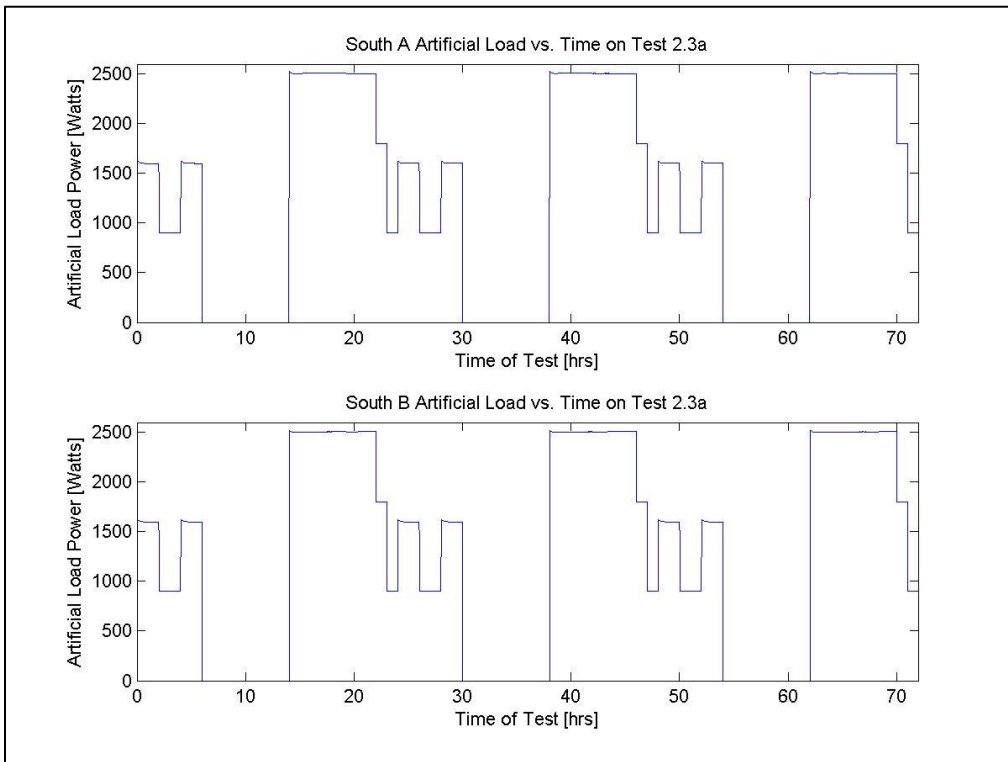 South A Artificial Load vs. Time on Test 2.3a
Artificial Load Power [Watts]
2500
2000
1500
1000
500
0
0 10 20 30 40 50 60 70
Time of Test [hrs]
South B Artificial Load vs. Time on Test 2.3a
Artificial Load Power [Watts]
2500
2000
1500
1000
500
0
0 10 20 30 40 50 60 70
Time of Test [hrs]